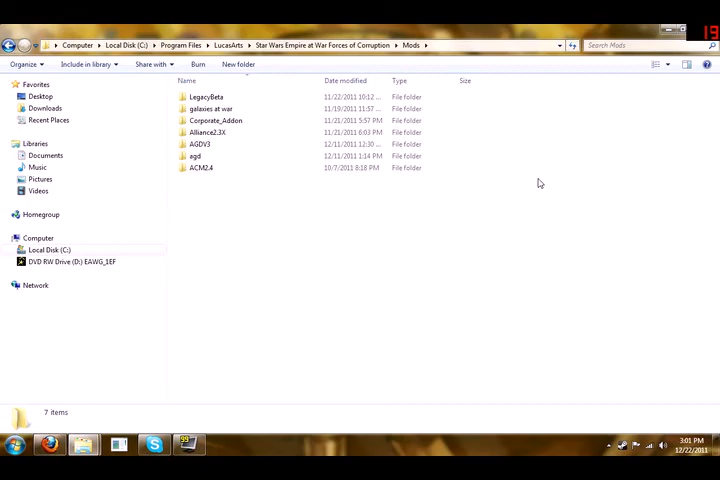 19
Computer Local Disk (C:) Program Files LucasArts Star Wars Empire at War Forces of Corruption Mods Search Mods
Organize Include in library Share with Burn New folder
Name Date modified Type Size
Favorites
Desktop
Downloads
Recent Places
Libraries
Documents
Music
Pictures
Videos
Homegroup
Computer
Local Disk (C:)
DVD RW Drive (D:) EAWG_1EF
Network
LegacyBeta 11/22/2011 10:12 ... File folder
galaxies at war 11/19/2011 11:57 ... File folder
Corporate_Addon 11/21/2011 5:57 PM File folder
Alliance2.3X 11/21/2011 6:03 PM File folder
AGDV3 12/11/2011 12:30 ... File folder
agd 12/11/2011 1:14 PM File folder
ACM2.4 10/7/2011 8:18 PM File folder
7 items
99
3:01 PM
12/22/2011